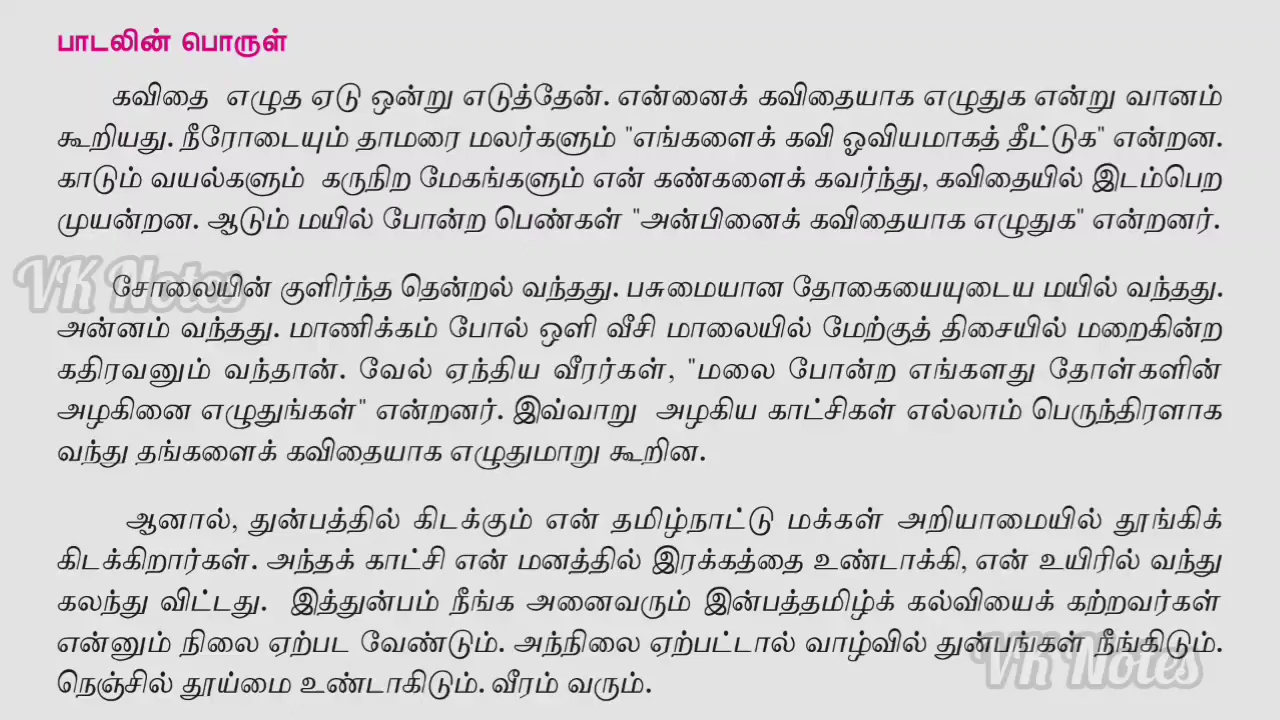 பாடலின் பொருள்
கவிதை எழுத ஏடு ஒன்று எடுத்தேன். என்னைக் கவிதையாக எழுதுக என்று வானம்
கூறியது. நீரோடையும் தாமரை மலர்களும் "எங்களைக் கவி ஓவியமாகத் தீட்டுக" என்றன.
காடும் வயல்களும் கருநிற மேகங்களும் என் கண்களைக் கவர்ந்து, கவிதையில் இடம்பெற
முயன்றன. ஆடும் மயில் போன்ற பெண்கள் "அன்பினைக் கவிதையாக எழுதுக" என்றனர்.
VK Notes
சோலையின் குளிர்ந்த தென்றல் வந்தது. பசுமையான தோகையையுடைய மயில் வந்தது.
அன்னம் வந்தது. மாணிக்கம் போல் ஒளி வீசி மாலையில் மேற்குத் திசையில் மறைகின்ற
கதிரவனும் வந்தான். வேல் ஏந்திய வீரர்கள், "மலை போன்ற எங்களது தோள்களின்
அழகினை எழுதுங்கள்" என்றனர். இவ்வாறு அழகிய காட்சிகள் எல்லாம் பெருந்திரளாக
வந்து தங்களைக் கவிதையாக எழுதுமாறு கூறின.
ஆனால், துன்பத்தில் கிடக்கும் என் தமிழ்நாட்டு மக்கள் அறியாமையில் தூங்கிக்
கிடக்கிறார்கள். அந்தக் காட்சி என் மனத்தில் இரக்கத்தை உண்டாக்கி, என் உயிரில் வந்து
கலந்து விட்டது. இத்துன்பம் நீங்க அனைவரும் இன்பத்தமிழ்க் கல்வியைக் கற்றவர்கள்
என்னும் நிலை ஏற்பட வேண்டும். அந்நிலை ஏற்பட்டால் வாழ்வில் துன்பங்கள் நீங்கிடும்.
VK Notes
நெஞ்சில் தூய்மை உண்டாகிடும். வீரம் வரும்.